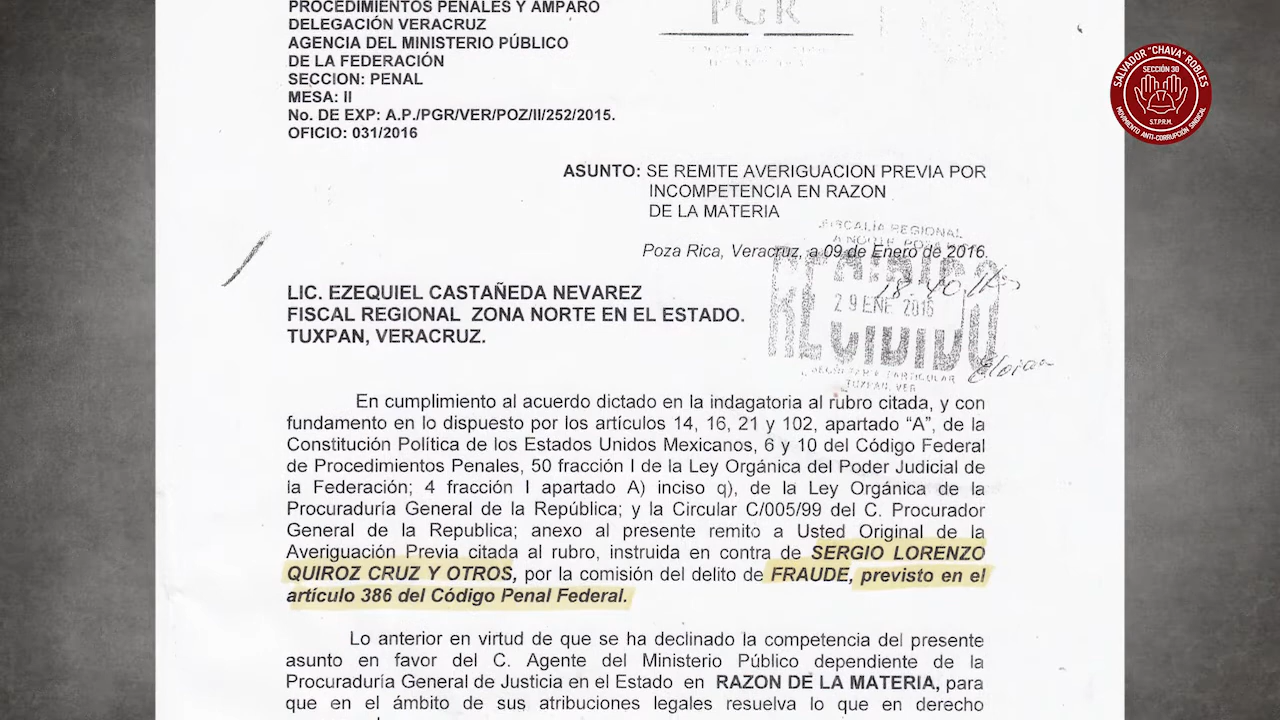 PROCEDIMIENTOS PENALES Y AMPARO
DELEGACIÓN VERACRUZ
AGENCIA DEL MINISTERIO PÚBLICO
DE LA FEDERACIÓN
SECCION: PENAL
MESA: II
No. DE EXP: A.P./PGR/VER/POZ/II/252/2015.
OFICIO: 031/2016
PGR
SALVADOR "CHAVA" ROBLES
SECCIÓN 30
S.T.P.R.M.
MOVIMIENTO ANTI-CORRUPCIÓN SINDICAL
ASUNTO: SE REMITE AVERIGUACION PREVIA POR
INCOMPETENCIA EN RAZON
DE LA MATERIA
FISCALÍA REGIONAL
Poza Rica, Veracruz, a 09 de Enero de 2016.
RECIBIDO
29 ENE 2016
TUXPAN, VER
LIC. EZEQUIEL CASTAÑEDA NEVAREZ
FISCAL REGIONAL ZONA NORTE EN EL ESTADO.
TUXPAN, VERACRUZ.
En cumplimiento al acuerdo dictado en la indagatoria al rubro citada, y con
fundamento en lo dispuesto por los artículos 14, 16, 21 y 102, apartado “A”, de la
Constitución Política de los Estados Unidos Mexicanos, 6 y 10 del Código Federal
de Procedimientos Penales, 50 fracción I de la Ley Orgánica del Poder Judicial de
la Federación; 4 fracción I apartado A) inciso q), de la Ley Orgánica de la
Procuraduría General de la República; y la Circular C/005/99 del C. Procurador
General de la Republica; anexo al presente remito a Usted Original de la
Averiguación Previa citada al rubro, instruida en contra de SERGIO LORENZO
QUIROZ CRUZ Y OTROS, por la comisión del delito de FRAUDE, previsto en el
artículo 386 del Código Penal Federal.
Lo anterior en virtud de que se ha declinado la competencia del presente
asunto en favor del C. Agente del Ministerio Público dependiente de la
Procuraduría General de Justicia en el Estado en RAZON DE LA MATERIA, para
que en el ámbito de sus atribuciones legales resuelva lo que en derecho